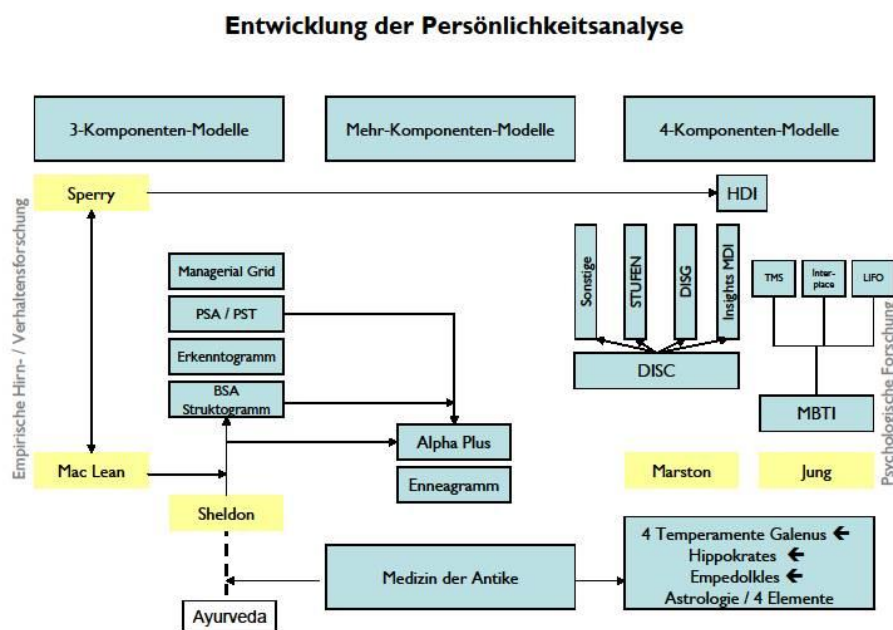 Entwicklung der Persönlichkeitsanalyse
3-Komponenten-Modelle
Mehr-Komponenten-Modelle
4-Komponenten-Modelle
Empirische Hirn- / Verhaltensforschung
Sperry
HDI
Managerial Grid
PSA / PST
Erkenntogramm
BSA
Struktogramm
Sonstige
STUFEN
DISG
Insights MDI
TMS
Inter-
place
LIFO
DISC
MBTI
Psychologische Forschung
Alpha Plus
Enneagramm
Mac Lean
Sheldon
Marston
Jung
Medizin der Antike
4 Temperamente Galenus ←
Hippokrates ←
Empedolkles ←
Astrologie / 4 Elemente
Ayurveda